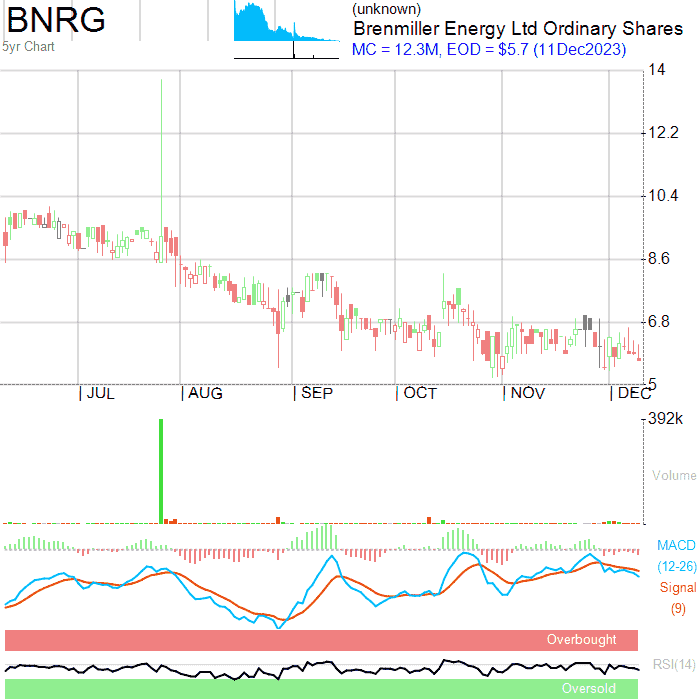 BNRG
5yr Chart
(unknown)
Brenmiller Energy Ltd Ordinary Shares
MC = 12.3M, EOD = $5.7 (11Dec2023)
14
12.2
10.4
8.6
6.8
5
JUL AUG SEP OCT NOV DEC
392k
Volume
MACD
(12-26)
Signal
(9)
Overbought
RSI(14)
Oversold